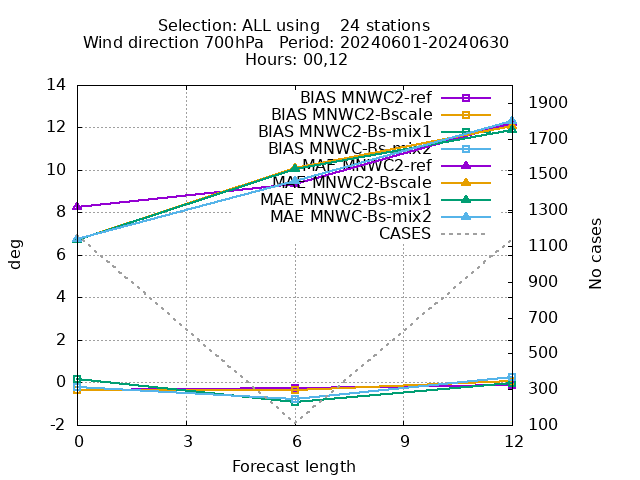 Selection: ALL using    24 stations
Wind direction 700hPa   Period: 20240601-20240630
Hours: 00,12
14
12
10
8
6
4
2
0
-2
deg
BIAS MNWC2-ref
BIAS MNWC2-Bscale
BIAS MNWC2-Bs-mix1
BIAS MNWC-Bs-mix2
MAE MNWC2-ref
MAE MNWC2-Bscale
MAE MNWC2-Bs-mix1
MAE MNWC-Bs-mix2
CASES
1900
1700
1500
1300
1100
900
700
500
300
100
No cases
0 3 6 9 12
Forecast length